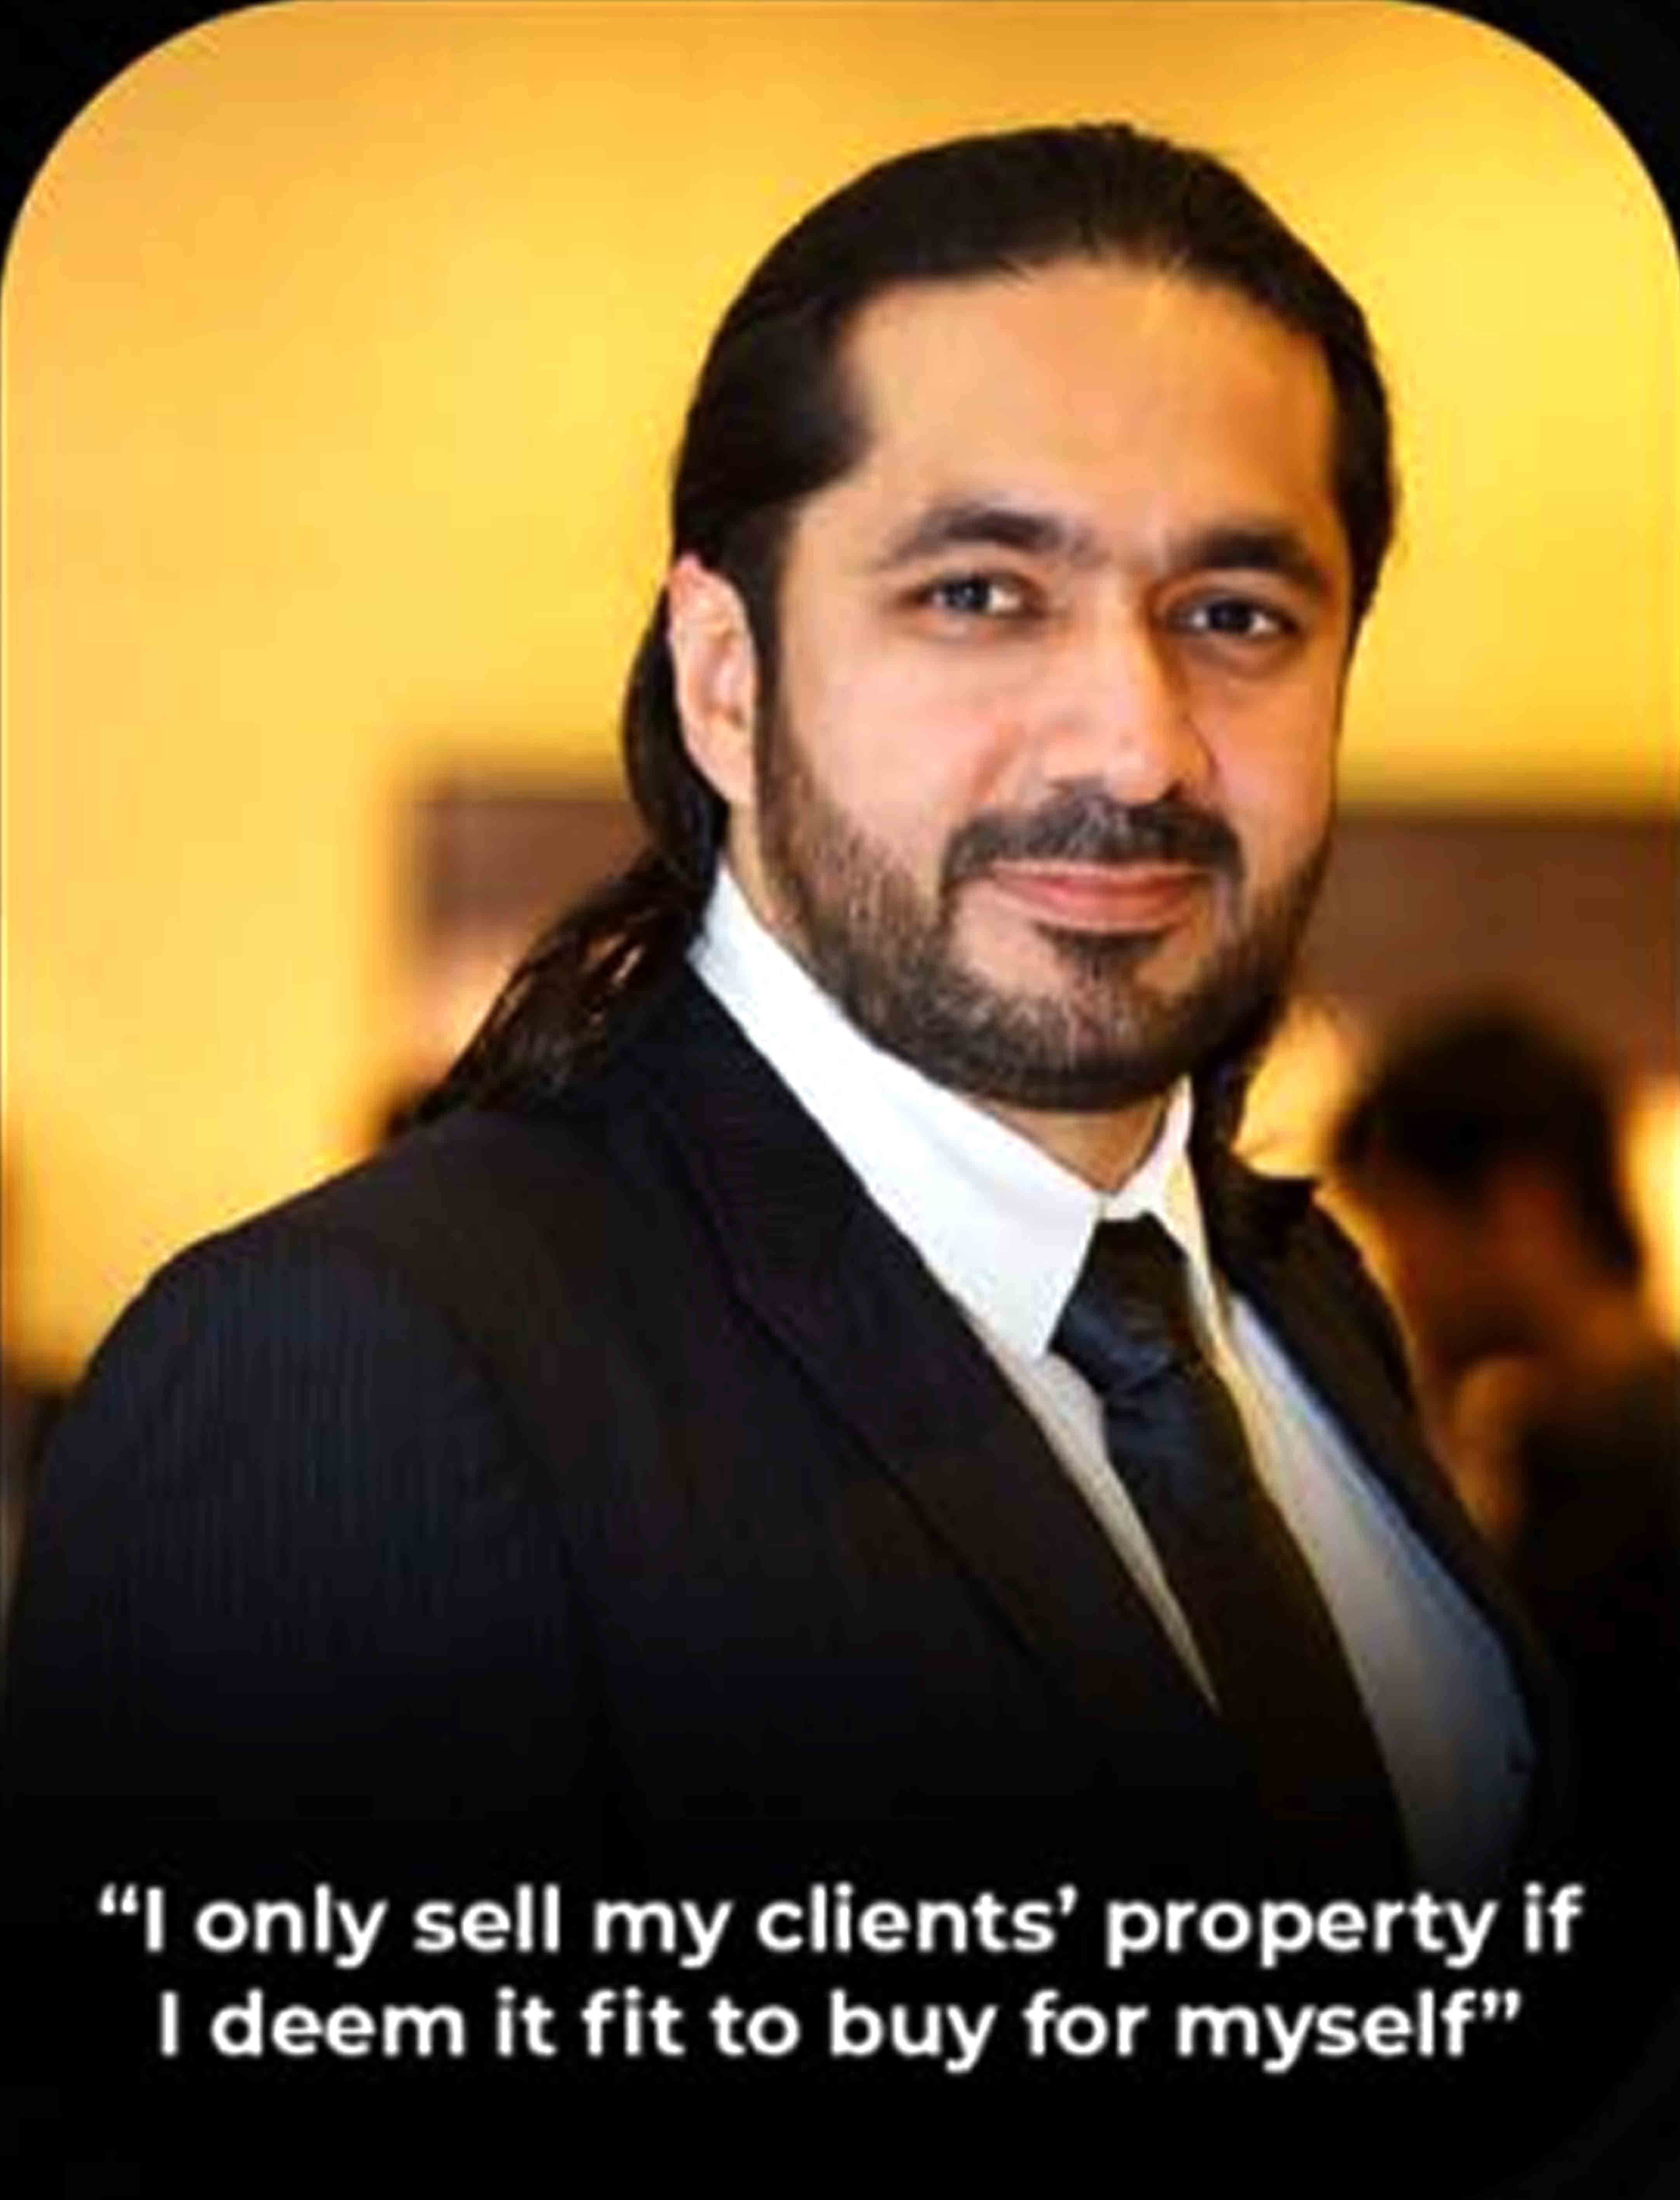 “I only sell my clients’ property if
I deem it fit to buy for myself”